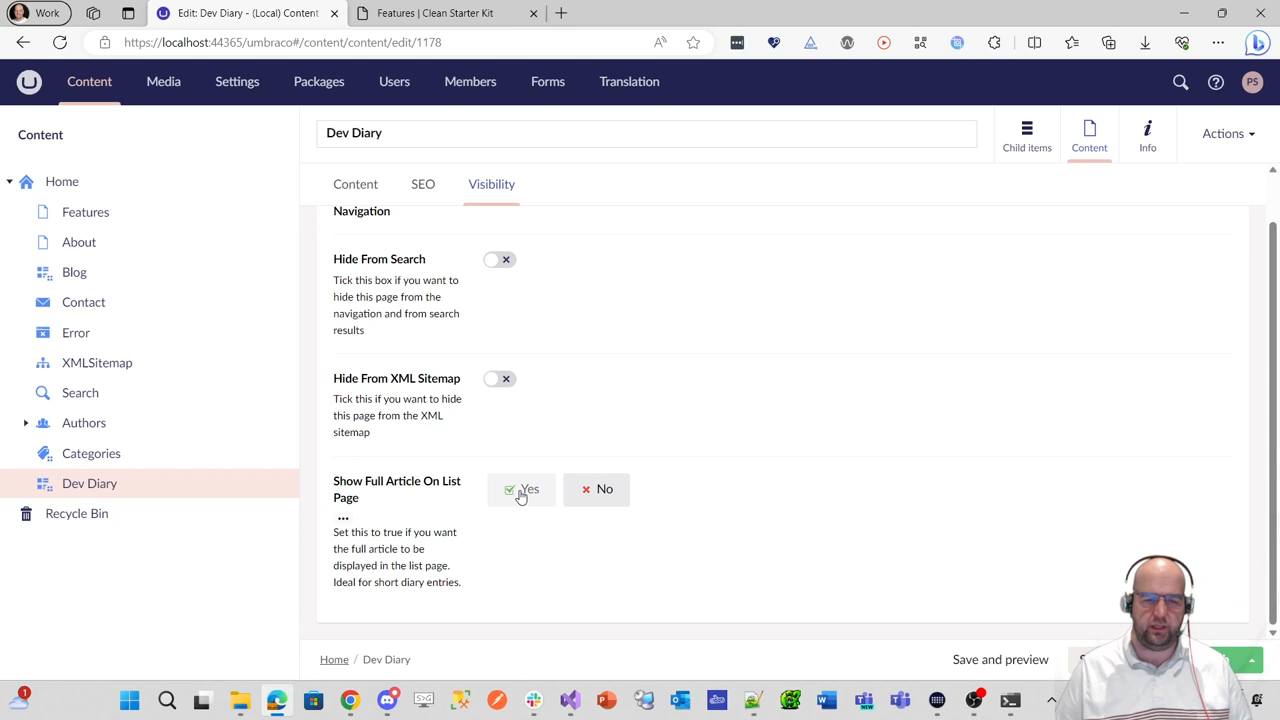 Work
Edit: Dev Diary - (Local) Content
Features | Clean Starter Kit
https://localhost:44365/umbraco#/content/content/edit/1178
Content
Media
Settings
Packages
Users
Members
Forms
Translation
PS
Content
Dev Diary
Child items
Content
Info
Actions
Home
Features
About
Blog
Contact
Error
XMLSitemap
Search
Authors
Categories
Dev Diary
Recycle Bin
Content
SEO
Visibility
Navigation
Hide From Search
Tick this box if you want to
hide this page from the
navigation and from search
results
Hide From XML Sitemap
Tick this if you want to hide
this page from the XML
sitemap
Show Full Article On List
Page
...
Set this to true if you want
the full article to be
displayed in the list page.
Ideal for short diary entries.
Yes
No
Home / Dev Diary
Save and preview
1
NEW